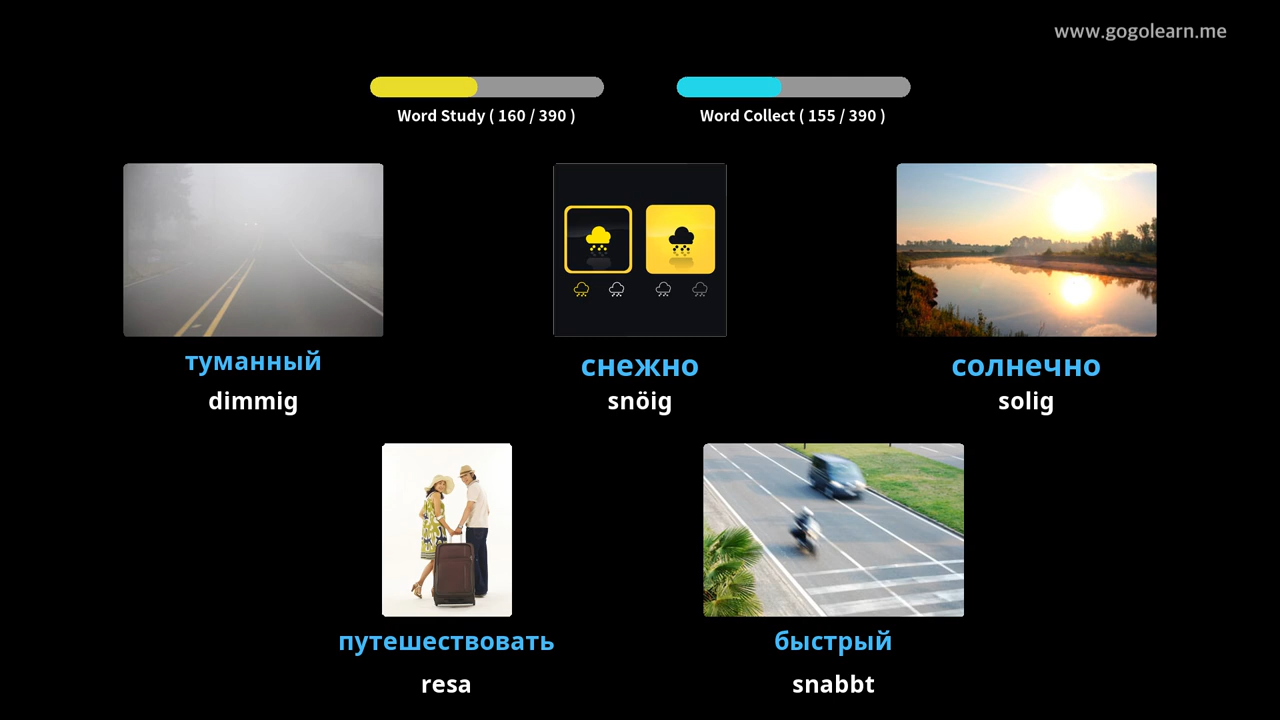 www.gogolearn.me
Word Study ( 160 / 390 )
Word Collect ( 155 / 390 )
туманный
снежно
солнечно
dimmig
snöig
solig
путешествовать
быстрый
resa
snabbt